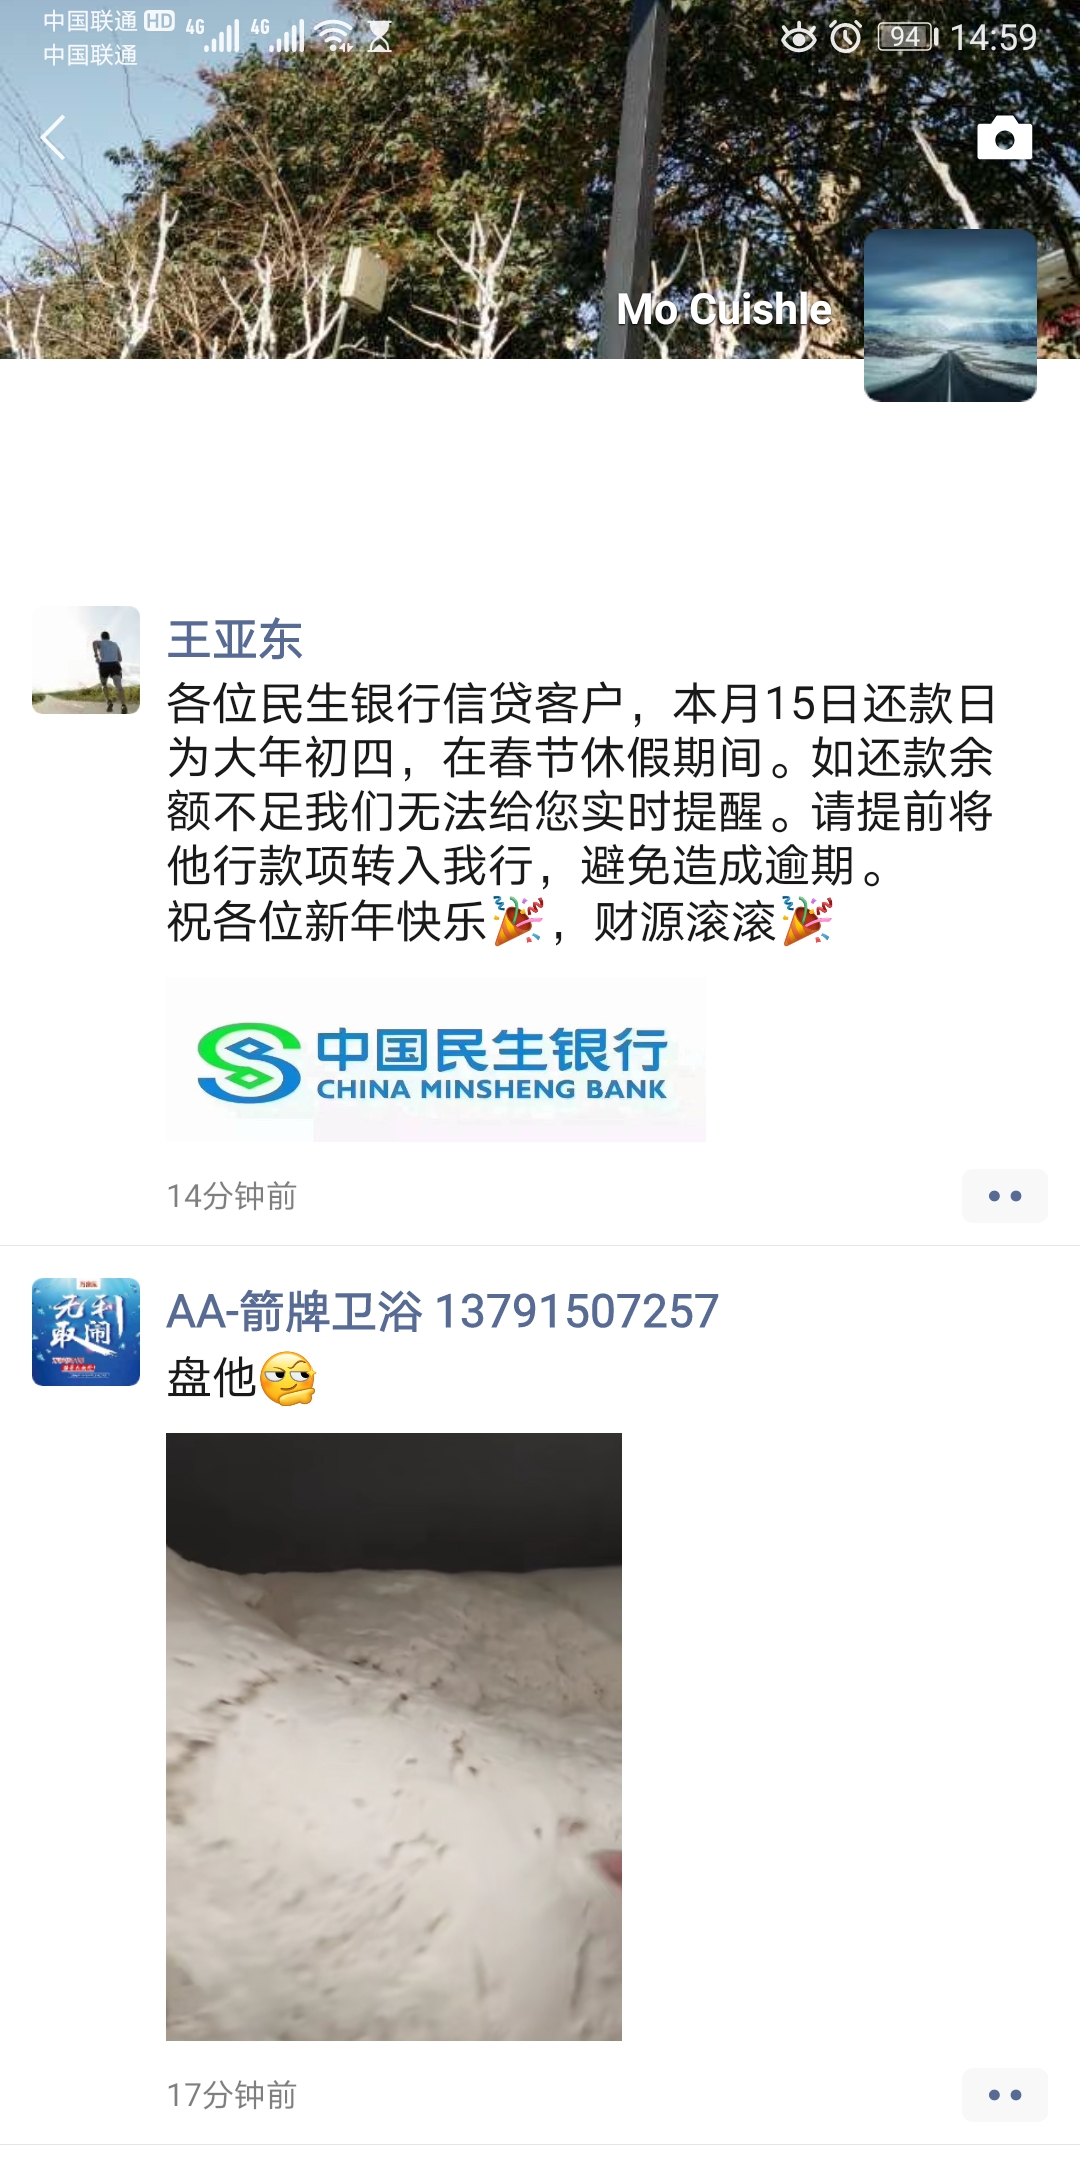 中国联通 HD 4G 4G 94 14:59
中国联通
Mo Cuishle
王亚东
各位民生银行信贷客户，本月15日还款日
为大年初四，在春节休假期间。如还款余
额不足我们无法给您实时提醒。请提前将
他行款项转入我行，避免造成逾期。
祝各位新年快乐🎉，财源滚滚🎉
中国民生银行
CHINA MINSHENG BANK
14分钟前
无利
取闹
AA-箭牌卫浴 13791507257
盘他
17分钟前